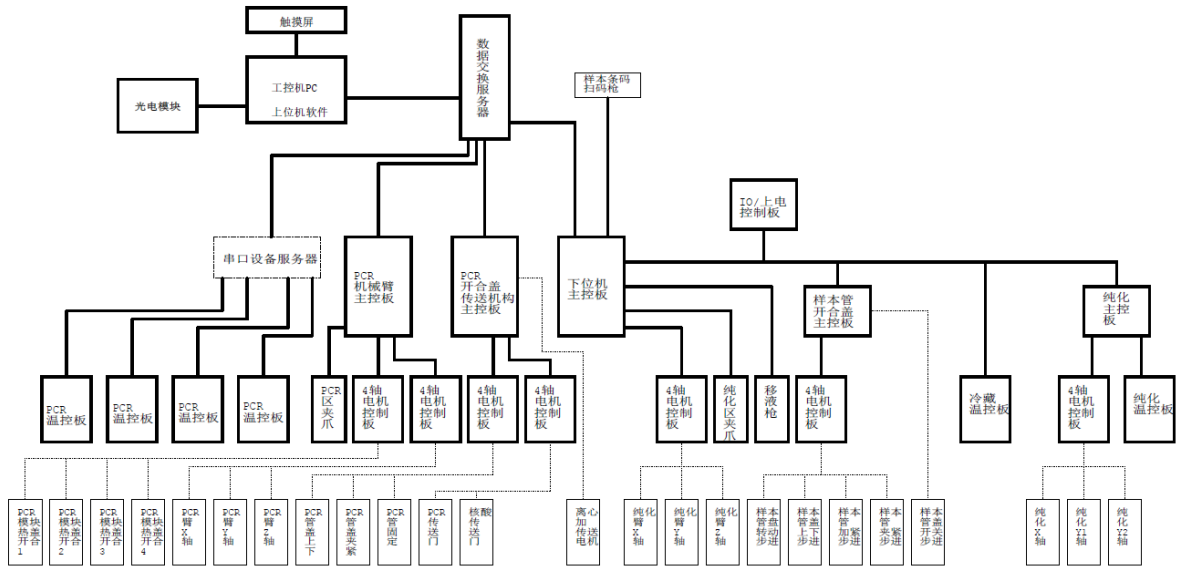 触摸屏
数据交换服务器
工控机PC
上位机软件
光电模块
样本条码
扫码枪
IO/上电
控制板
串口设备服务器
PCR
机械臂
主控板
PCR
开合盖
传送机构
主控板
下位机
主控板
样本管
开合盖
主控板
纯化
主控
板
PCR
温控板
PCR
温控板
PCR
温控板
PCR
温控板
PCR
区夹爪
4轴
电机控制板
4轴
电机控制板
4轴
电机控制板
4轴
电机控制板
4轴
电机控制板
纯化区夹爪
移液枪
4轴
电机控制板
冷藏
温控板
4轴
电机控制板
纯化
温控板
PCR
模块
热盖
开合
1
PCR
模块
热盖
开合
2
PCR
模块
热盖
开合
3
PCR
模块
热盖
开合
4
PCR
臂
X轴
PCR
臂
Y轴
PCR
臂
Z轴
PCR
管盖上下
PCR
管盖夹紧
PCR
管固定
PCR
传送门
核酸
传送门
离心
加
传送
电机
纯化
臂
X轴
纯化
臂
Y轴
纯化
臂
Z轴
样本
管盘
转动
步进
样本
管盖
上下
步进
样本
管
加紧
步进
样本
管
夹紧
步进
样本
管盖
开关
步进
纯化
X轴
纯化
Y1轴
纯化
Y2轴